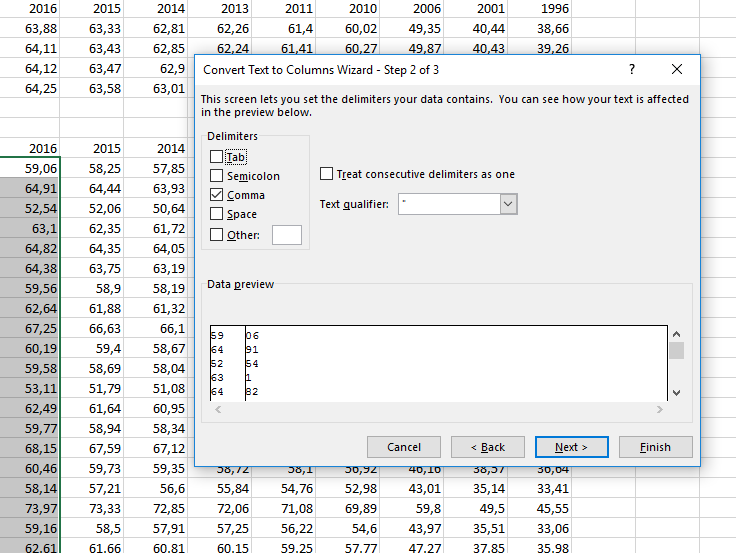 2016 2015 2014 2013 2011 2010 2006 2001 1996
63,88 63,33 62,81 62,26 61,4 60,02 49,35 40,44 38,66
64,11 63,43 62,85 62,24 61,41 60,27 49,87 40,43 39,26
64,12 63,47 62,9
64,25 63,58 63,01
2016 2015 2014
59,06 58,25 57,85
64,91 64,44 63,93
52,54 52,06 50,64
63,1 62,35 61,72
64,82 64,35 64,05
64,38 63,75 63,19
59,56 58,9 58,19
62,64 61,88 61,32
67,25 66,63 66,1
60,19 59,4 58,67
59,58 58,69 58,04
53,11 51,79 51,08
62,49 61,64 60,95
59,77 58,94 58,34
68,15 67,59 67,12
Convert Text to Columns Wizard - Step 2 of 3
?
This screen lets you set the delimiters your data contains. You can see how your text is affected
in the preview below.
Delimiters
Tab
Semicolon
Comma
Space
Other:
Treat consecutive delimiters as one
Text qualifier: "
Data preview
59 06
64 91
52 54
63 1
64 82
Cancel < Back Next > Finish
60,46 59,73 59,35 58,72 58,1 56,92 46,16 38,57 36,64
58,14 57,21 56,6 55,84 54,76 52,98 43,01 35,14 33,41
73,97 73,33 72,85 72,06 71,08 69,89 59,8 49,5 45,55
59,16 58,5 57,91 57,25 56,22 54,6 43,97 35,51 33,06
62,61 61,66 60,81 60,15 59,25 57,77 47,27 37,85 35,98